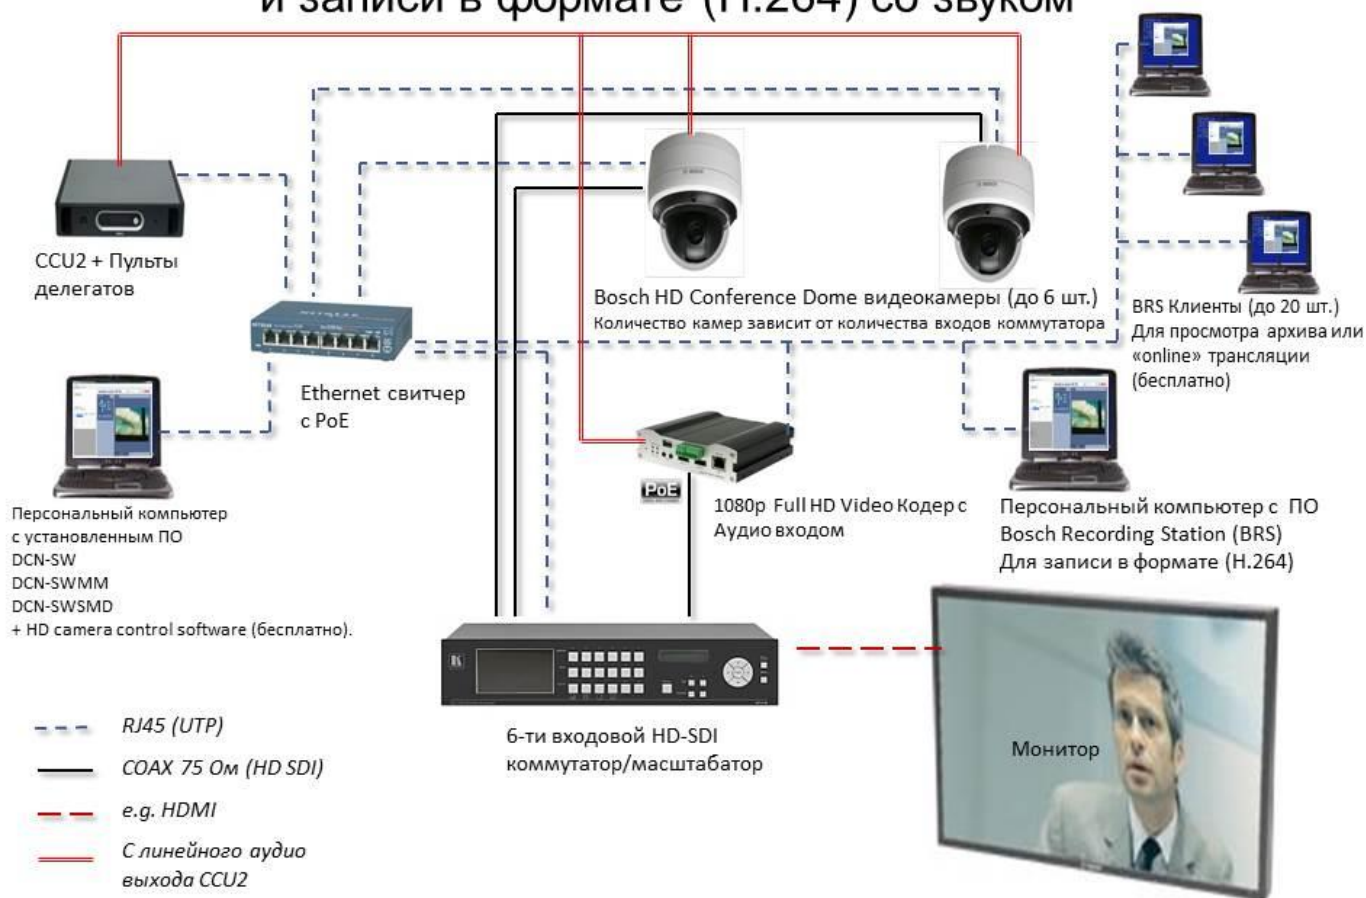 и записи в формате (H.264) со звуком
CCU2 + Пульты
делегатов
Bosch HD Conference Dome видеокамеры (до 6 шт.)
Количество камер зависит от количества входов коммутатора
BRS Клиенты (до 20 шт.)
Для просмотра архива или
«online» трансляции
(бесплатно)
Ethernet свитчер
с PoE
PoE
1080p Full HD Video Кодер с
Аудио входом
Персональный компьютер с ПО
Bosch Recording Station (BRS)
Для записи в формате (H.264)
Персональный компьютер
с установленным ПО
DCN-SW
DCN-SWMM
DCN-SWSMD
+ HD camera control software (бесплатно).
6-ти входовой HD-SDI
коммутатор/масштабатор
Монитор
RJ45 (UTP)
COAX 75 Ом (HD SDI)
e.g. HDMI
С линейного аудио
выхода CCU2